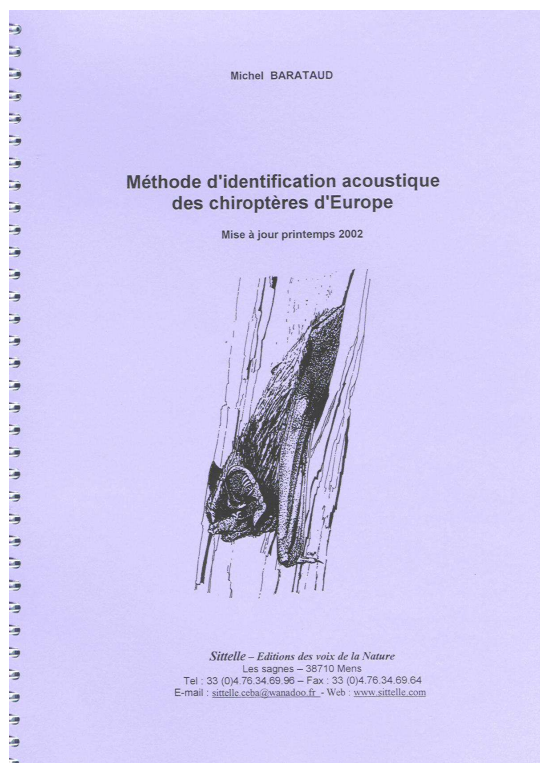 Michel BARATAUD
Méthode d'identification acoustique
des chiroptères d'Europe
Mise à jour printemps 2002
Sittelle – Editions des voix de la Nature
Les sagnes – 38710 Mens
Tel : 33 (0)4.76.34.69.96 – Fax : 33 (0)4.76.34.69.64
E-mail : sittelle.ceba@wanadoo.fr - Web : www.sittelle.com